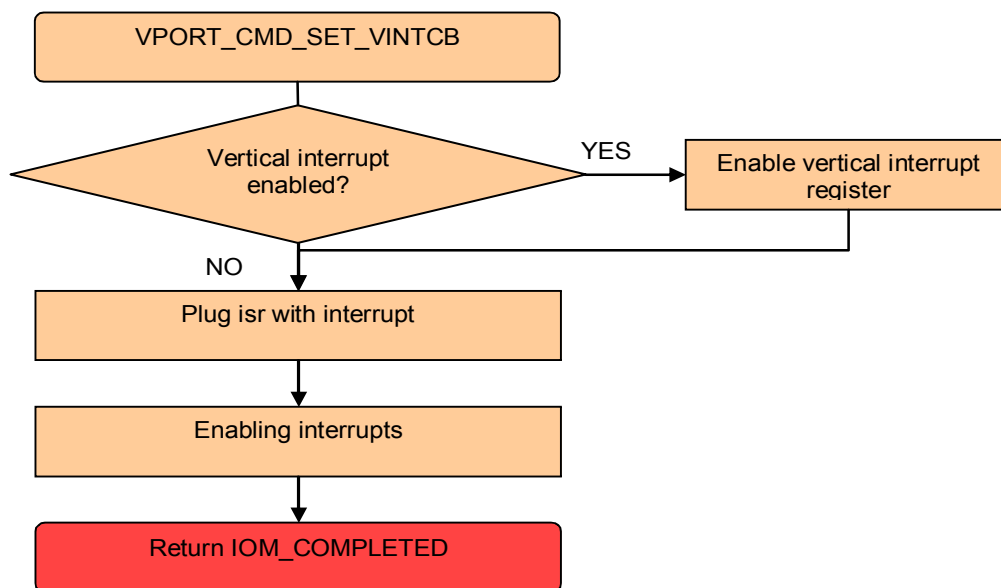 VPORT_CMD_SET_VINTCB
Vertical interrupt
enabled?
YES
Enable vertical interrupt
register
NO
Plug isr with interrupt
Enabling interrupts
Return IOM_COMPLETED